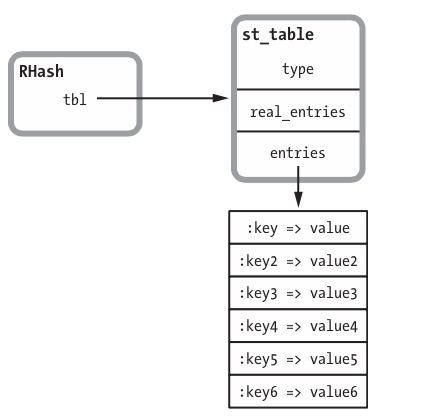 RHash
tbl
st_table
type
real_entries
entries
:key => value
:key2 => value2
:key3 => value3
:key4 => value4
:key5 => value5
:key6 => value6